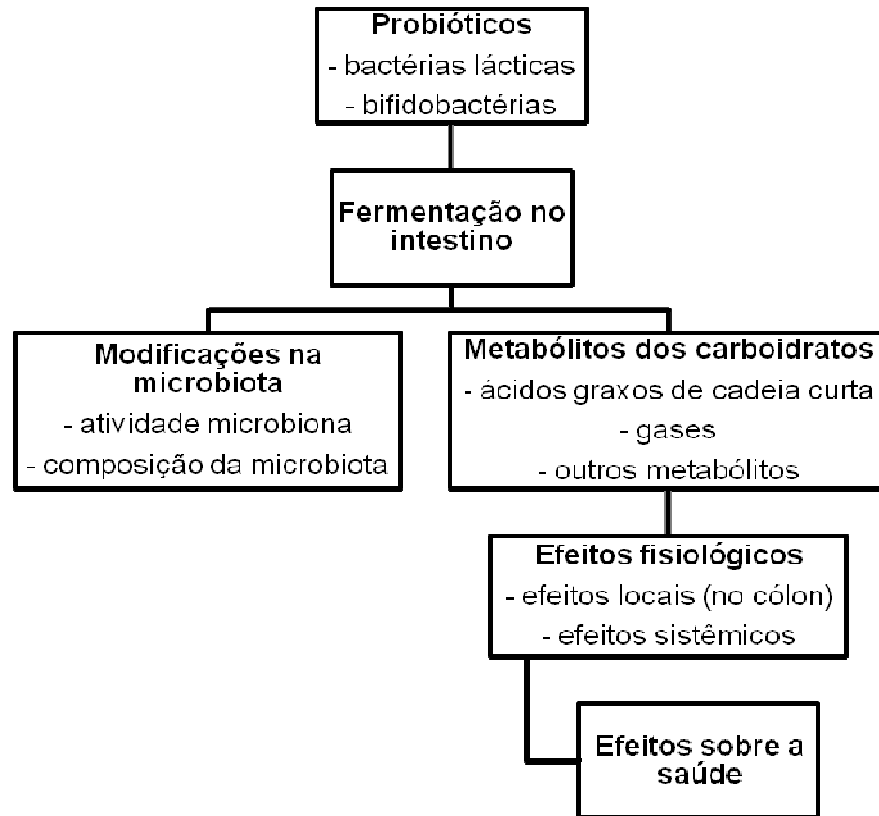 Probióticos
- bactérias lácticas
- bifidobactérias
Fermentação no
intestino
Modificações na
microbiota
- atividade microbiona
- composição da microbiota
Metabólitos dos carboidratos
- ácidos graxos de cadeia curta
- gases
- outros metabólitos
Efeitos fisiológicos
- efeitos locais (no cólon)
- efeitos sistêmicos
Efeitos sobre a
saúde